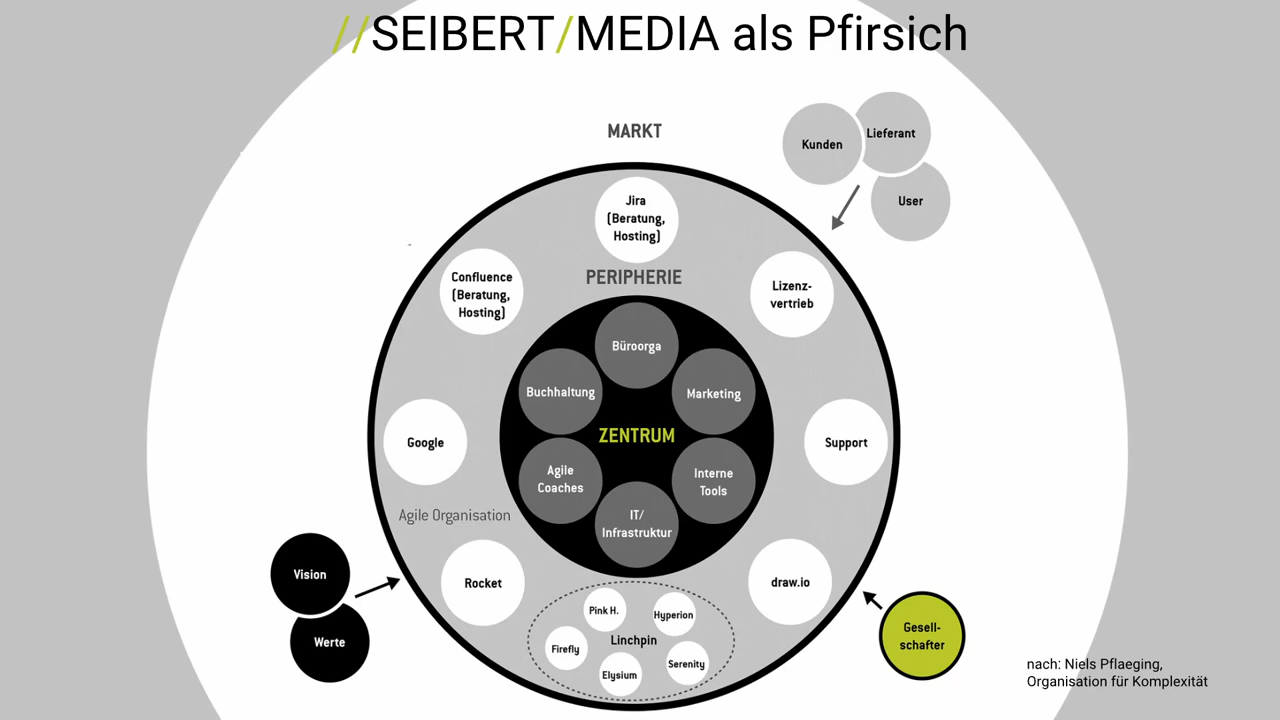 //SEIBERT/MEDIA als Pfirsich
MARKT
Kunden
Lieferant
User
Jira
(Beratung,
Hosting)
PERIPHERIE
Confluence
(Beratung,
Hosting)
Lizenz-
vertrieb
Büroorga
Buchhaltung
Marketing
ZENTRUM
Google
Support
Agile
Coaches
Interne
Tools
IT/
Infrastruktur
Agile Organisation
Vision
Werte
Rocket
draw.io
Pink H.
Hyperion
Linchpin
Firefly
Serenity
Elysium
Gesell-
schafter
nach: Niels Pflaeging,
Organisation für Komplexität